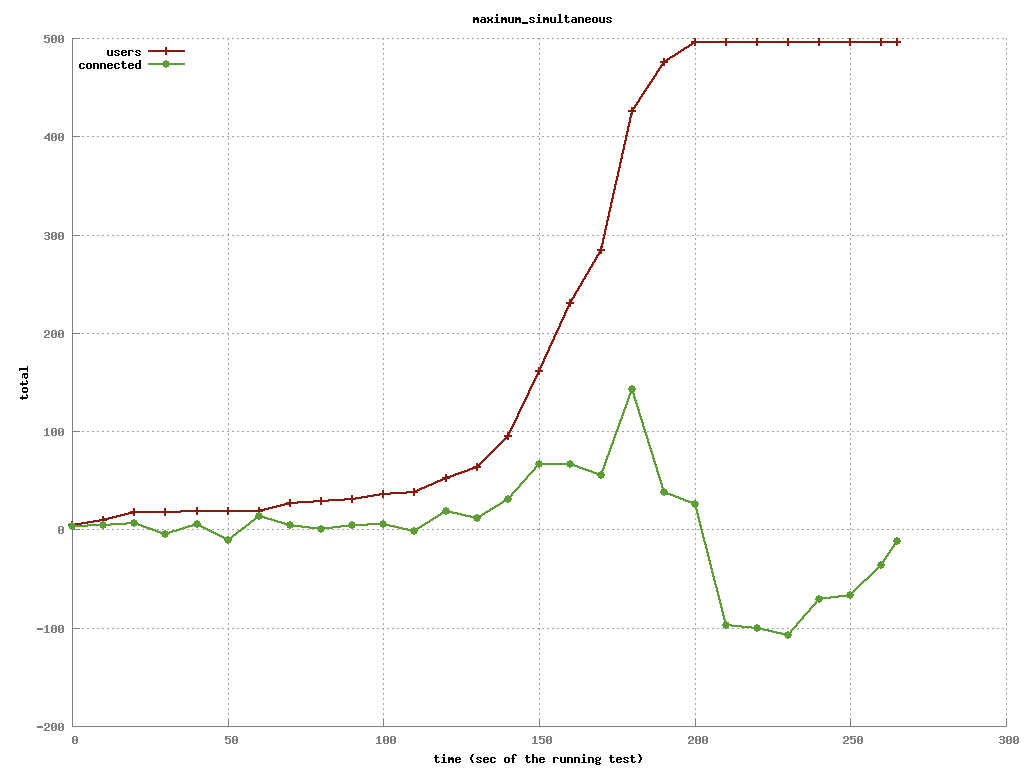 maximum_simultaneous
500
users
connected
400
300
200
total
100
0
-100
-200
0 50 100 150 200 250 300
time (sec of the running test)